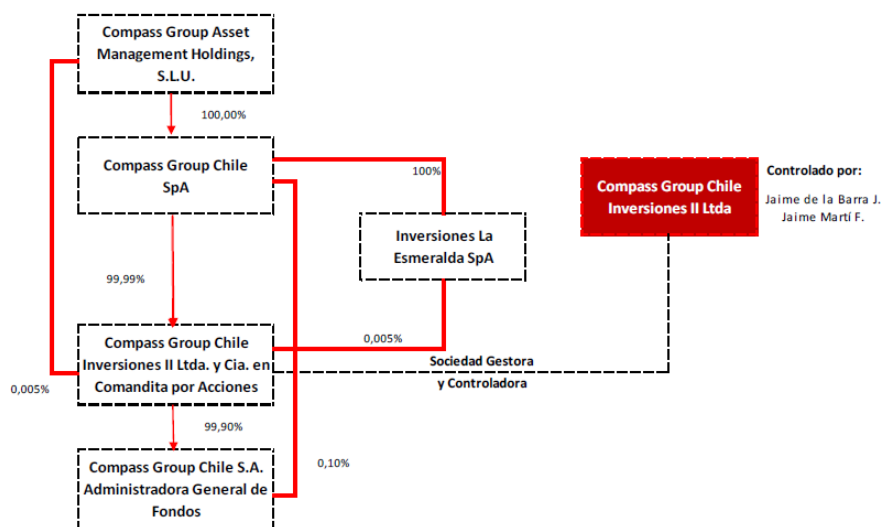 Compass Group Asset
Management Holdings,
S.L.U.
100,00%
Compass Group Chile
SpA
100%
Compass Group Chile
Inversiones II Ltda
Controlado por:
Jaime de la Barra J.
Jaime Martí F.
Inversiones La
Esmeralda SpA
99,99%
Compass Group Chile
Inversiones II Ltda. y Cia. en
Comandita por Acciones
0,005%
Sociedad Gestora
y Controladora
0,005%
99,90%
Compass Group Chile S.A.
Administradora General de
Fondos
0,10%